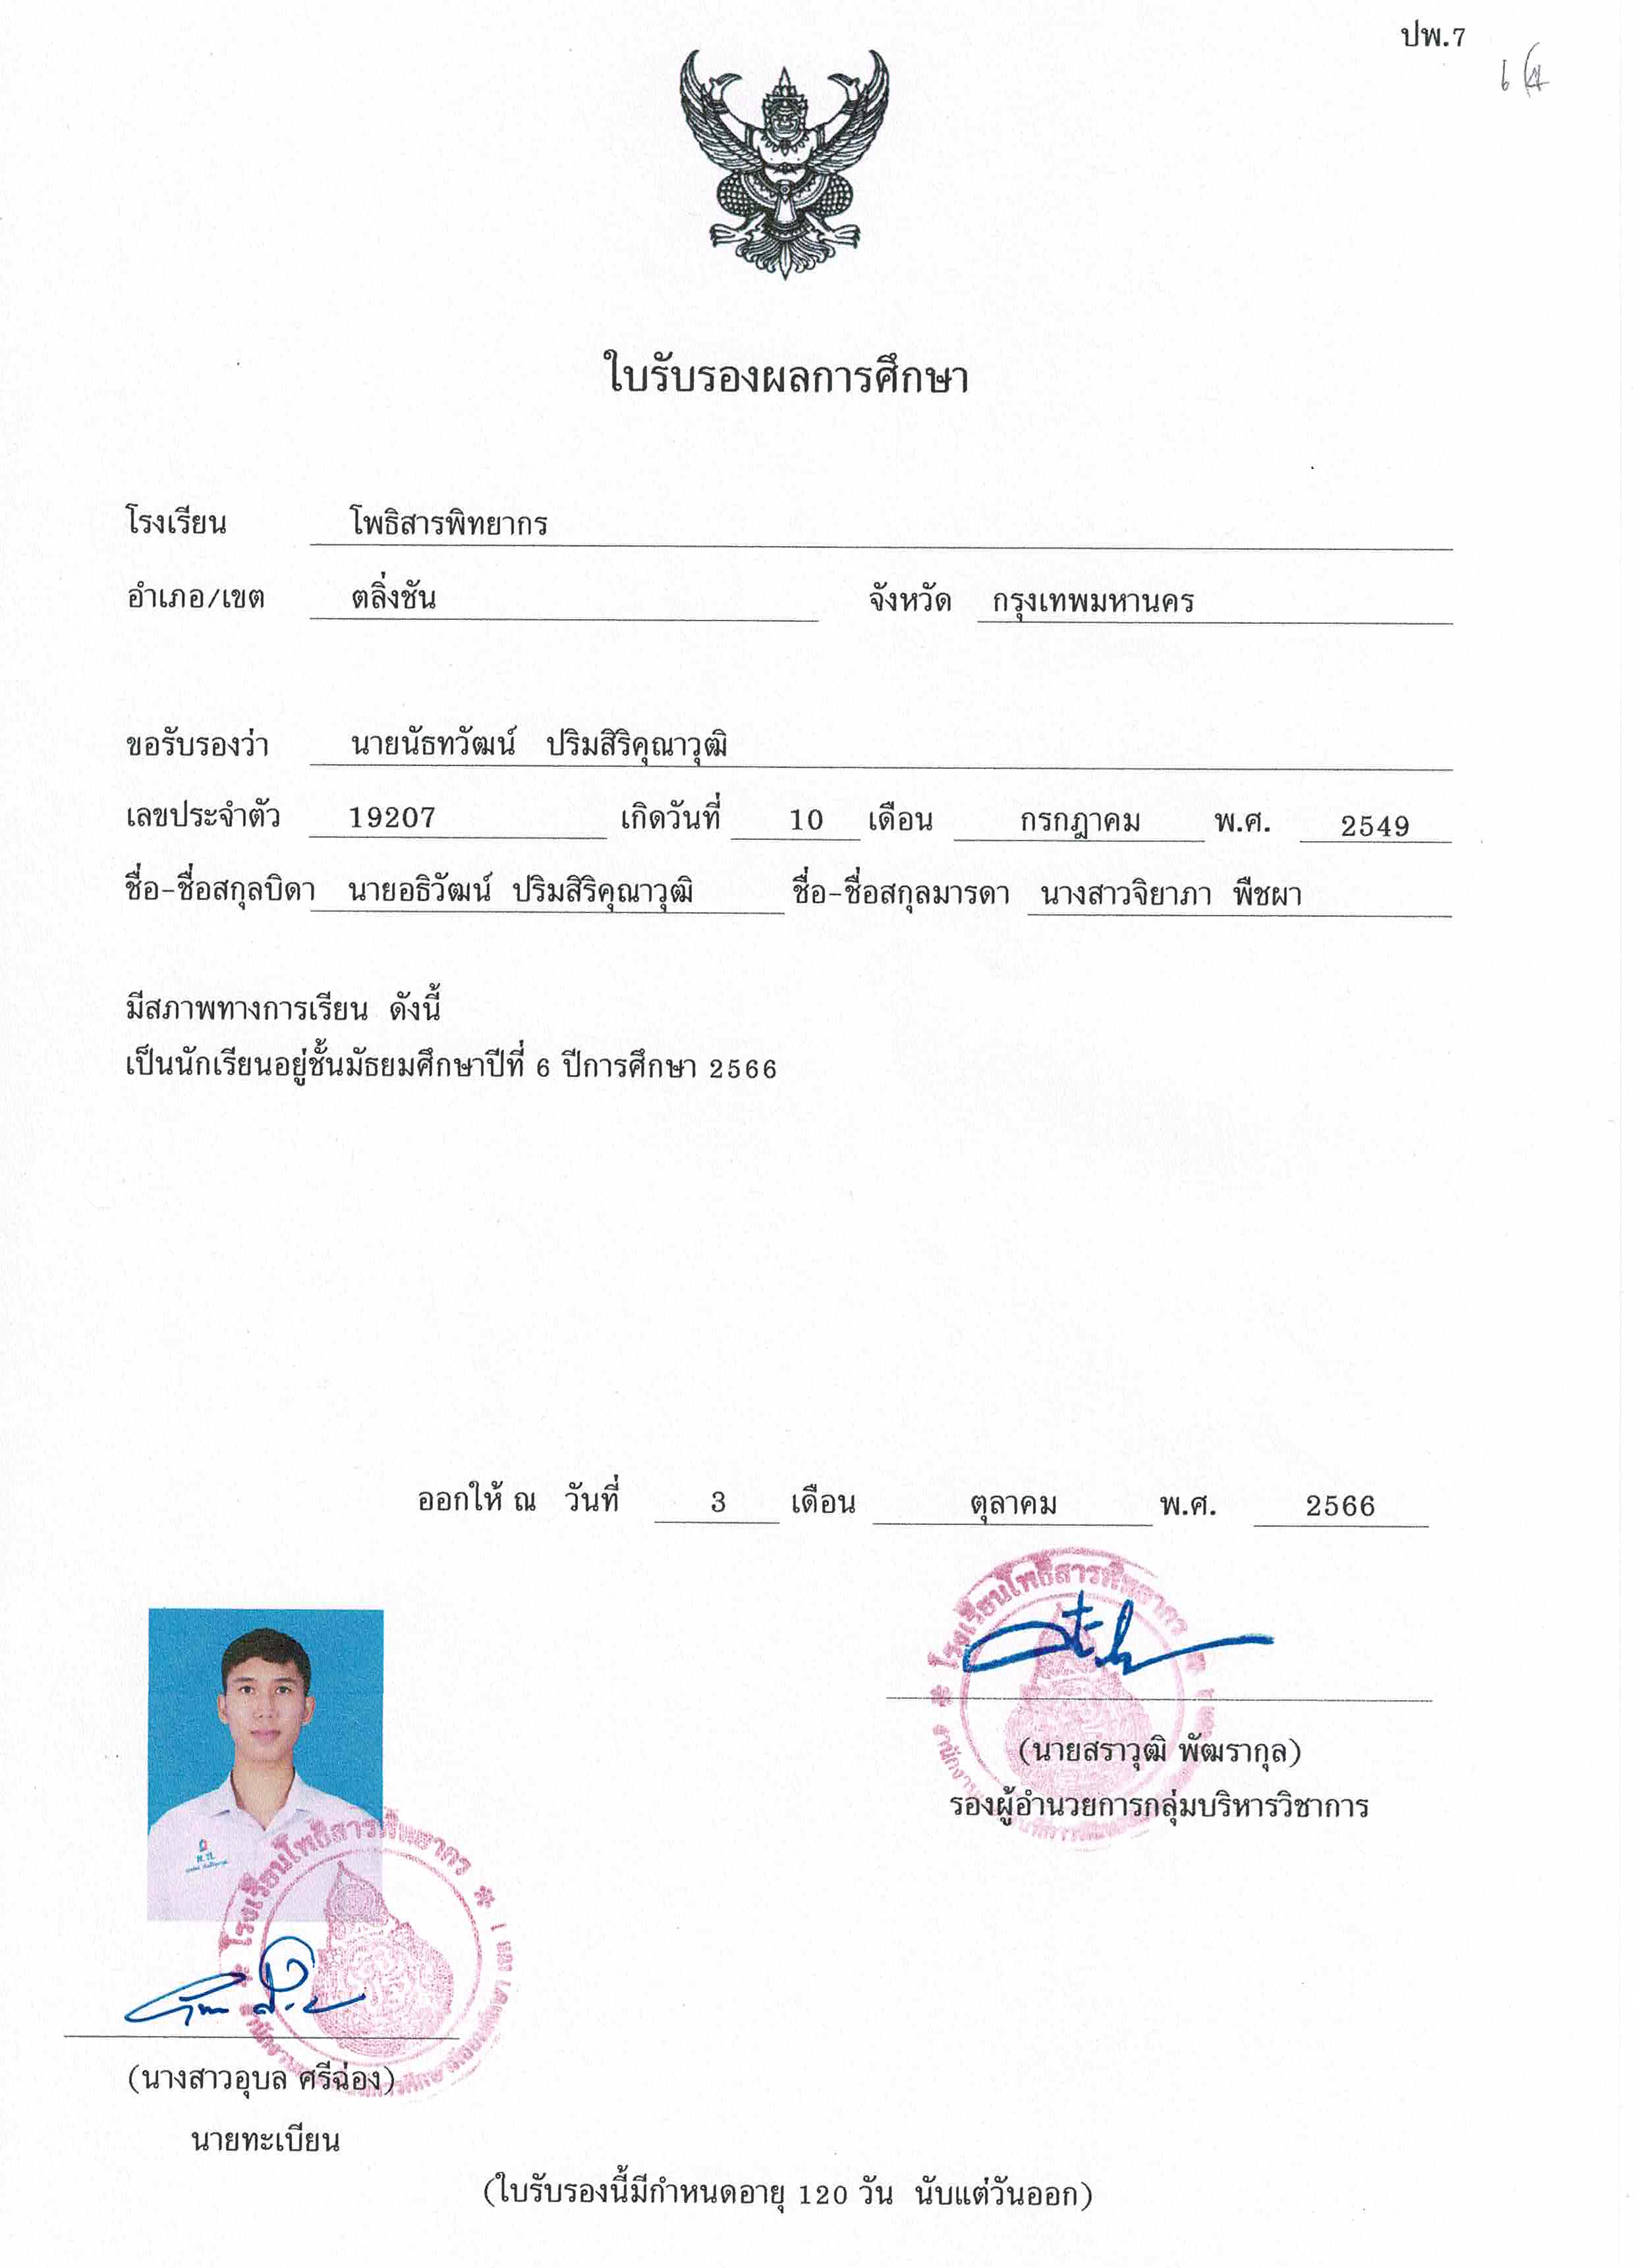 ปพ.7
ใบรับรองผลการศึกษา
โรงเรียน โพธิสารพิทยากร
อำเภอ/เขต ตลิ่งชัน จังหวัด กรุงเทพมหานคร
ขอรับรองว่า นายนัธทวัฒน์ ปริมสิริคุณาวุฒิ
เลขประจำตัว 19207 เกิดวันที่ 10 เดือน กรกฎาคม พ.ศ. 2549
ชื่อ-ชื่อสกุลบิดา นายอธิวัฒน์ ปริมสิริคุณาวุฒิ ชื่อ-ชื่อสกุลมารดา นางสาวจิยาภา พืชผา
มีสภาพทางการเรียน ดังนี้
เป็นนักเรียนอยู่ชั้นมัธยมศึกษาปีที่ 6 ปีการศึกษา 2566
ออกให้ ณ วันที่ 3 เดือน ตุลาคม พ.ศ. 2566
โรงเรียนโพธิสารพิทยากร
(นายสราวุฒิ พัฒรากุล)
รองผู้อำนวยการกลุ่มบริหารวิชาการ
โรงเรียนโพธิสารพิทยากร
(นางสาวอุบล ศรีฉ่อง)
นายทะเบียน
(ใบรับรองนี้มีกำหนดอายุ 120 วัน นับแต่วันออก)